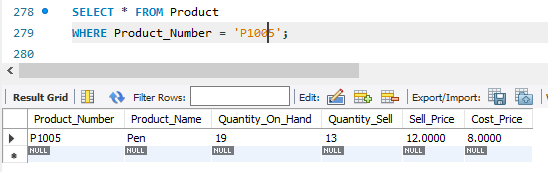 278 SELECT * FROM Product
279 WHERE Product_Number = 'P1005';
280
Result Grid Filter Rows: Edit: Export/Import:
Product_Number Product_Name Quantity_On_Hand Quantity_Sell Sell_Price Cost_Price
P1005 Pen 19 13 12.0000 8.0000
NULL NULL NULL NULL NULL NULL